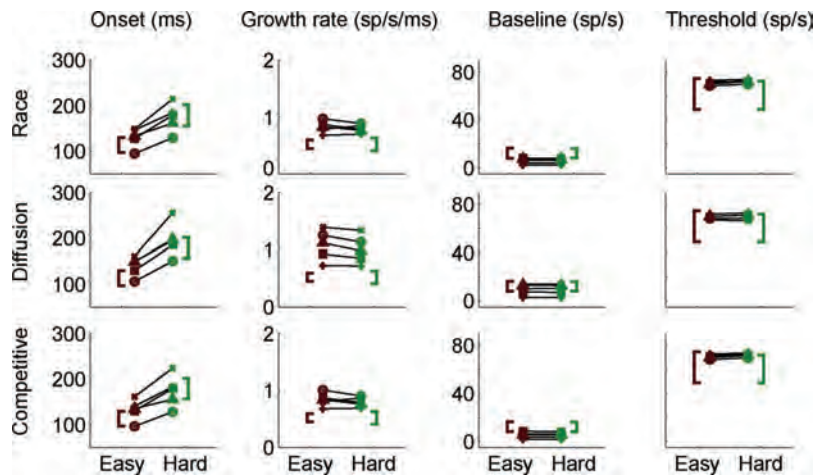 Onset (ms) Growth rate (sp/s/ms) Baseline (sp/s) Threshold (sp/s)
Race
300 2 80
200 1 40
100 0 0
Diffusion
300 2 80
200 1 40
100 0 0
Competitive
300 2 80
200 1 40
100 0 0
Easy Hard Easy Hard Easy Hard Easy Hard